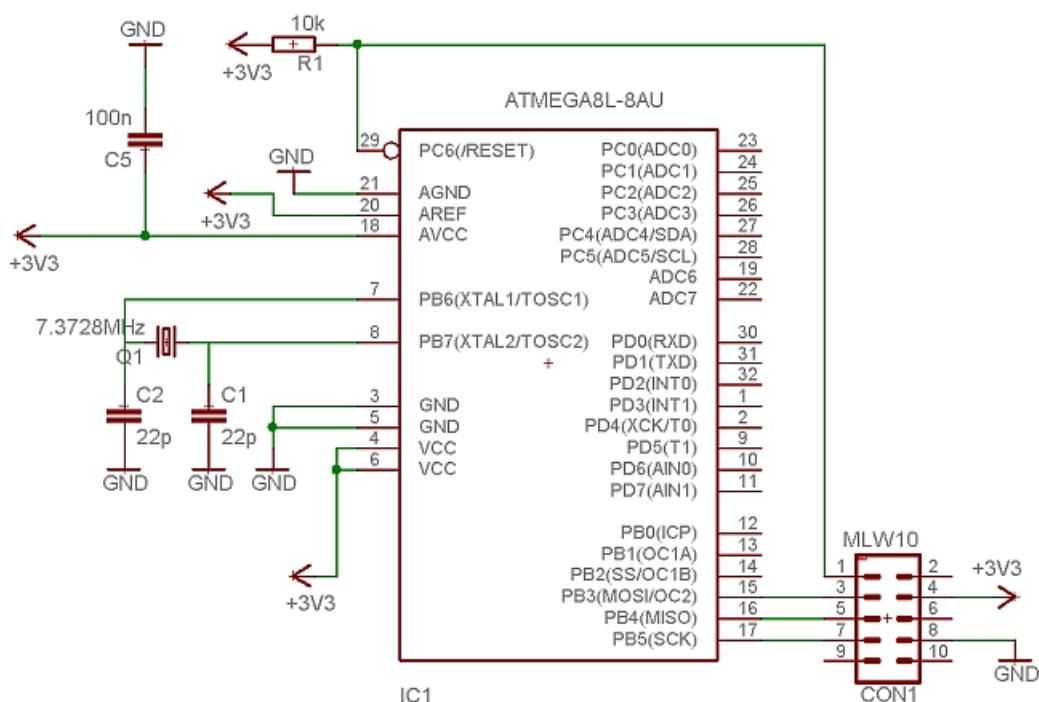 10k
GND
R1
+3V3
ATMEGA8L-8AU
100n
C5
29 PC6(/RESET) PC0(ADC0) 23
PC1(ADC1) 24
GND
21 AGND PC2(ADC2) 25
20 AREF PC3(ADC3) 26
+3V3
18 AVCC PC4(ADC4/SDA) 27
+3V3
PC5(ADC5/SCL) 28
ADC6 19
7 PB6(XTAL1/TOSC1) ADC7 22
7.3728MHz
Q1
8 PB7(XTAL2/TOSC2) PD0(RXD) 30
PD1(TXD) 31
PD2(INT0) 32
C2 C1
22p 22p
3 GND PD3(INT1) 1
5 GND PD4(XCK/T0) 2
4 VCC PD5(T1) 9
6 VCC PD6(AIN0) 10
GND GND GND
PD7(AIN1) 11
PB0(ICP) 12
MLW10
PB1(OC1A) 13
PB2(SS/OC1B) 14 1 2
+3V3
+3V3
PB3(MOSI/OC2) 15 3 4
PB4(MISO) 16 5 6
PB5(SCK) 17 7 8
9 10
GND
IC1
CON1